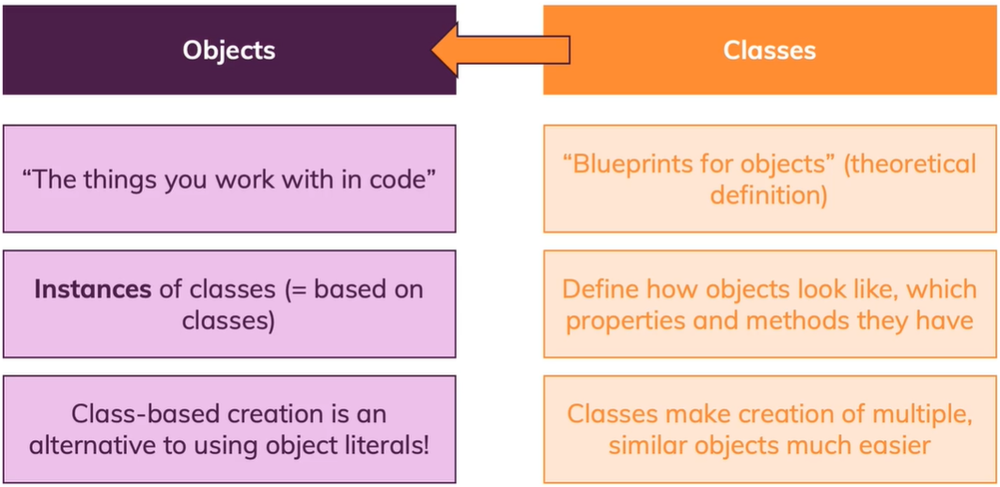 Objects
Classes
“The things you work with in code”
“Blueprints for objects” (theoretical
definition)
Instances of classes (= based on
classes)
Define how objects look like, which
properties and methods they have
Class-based creation is an
alternative to using object literals!
Classes make creation of multiple,
similar objects much easier